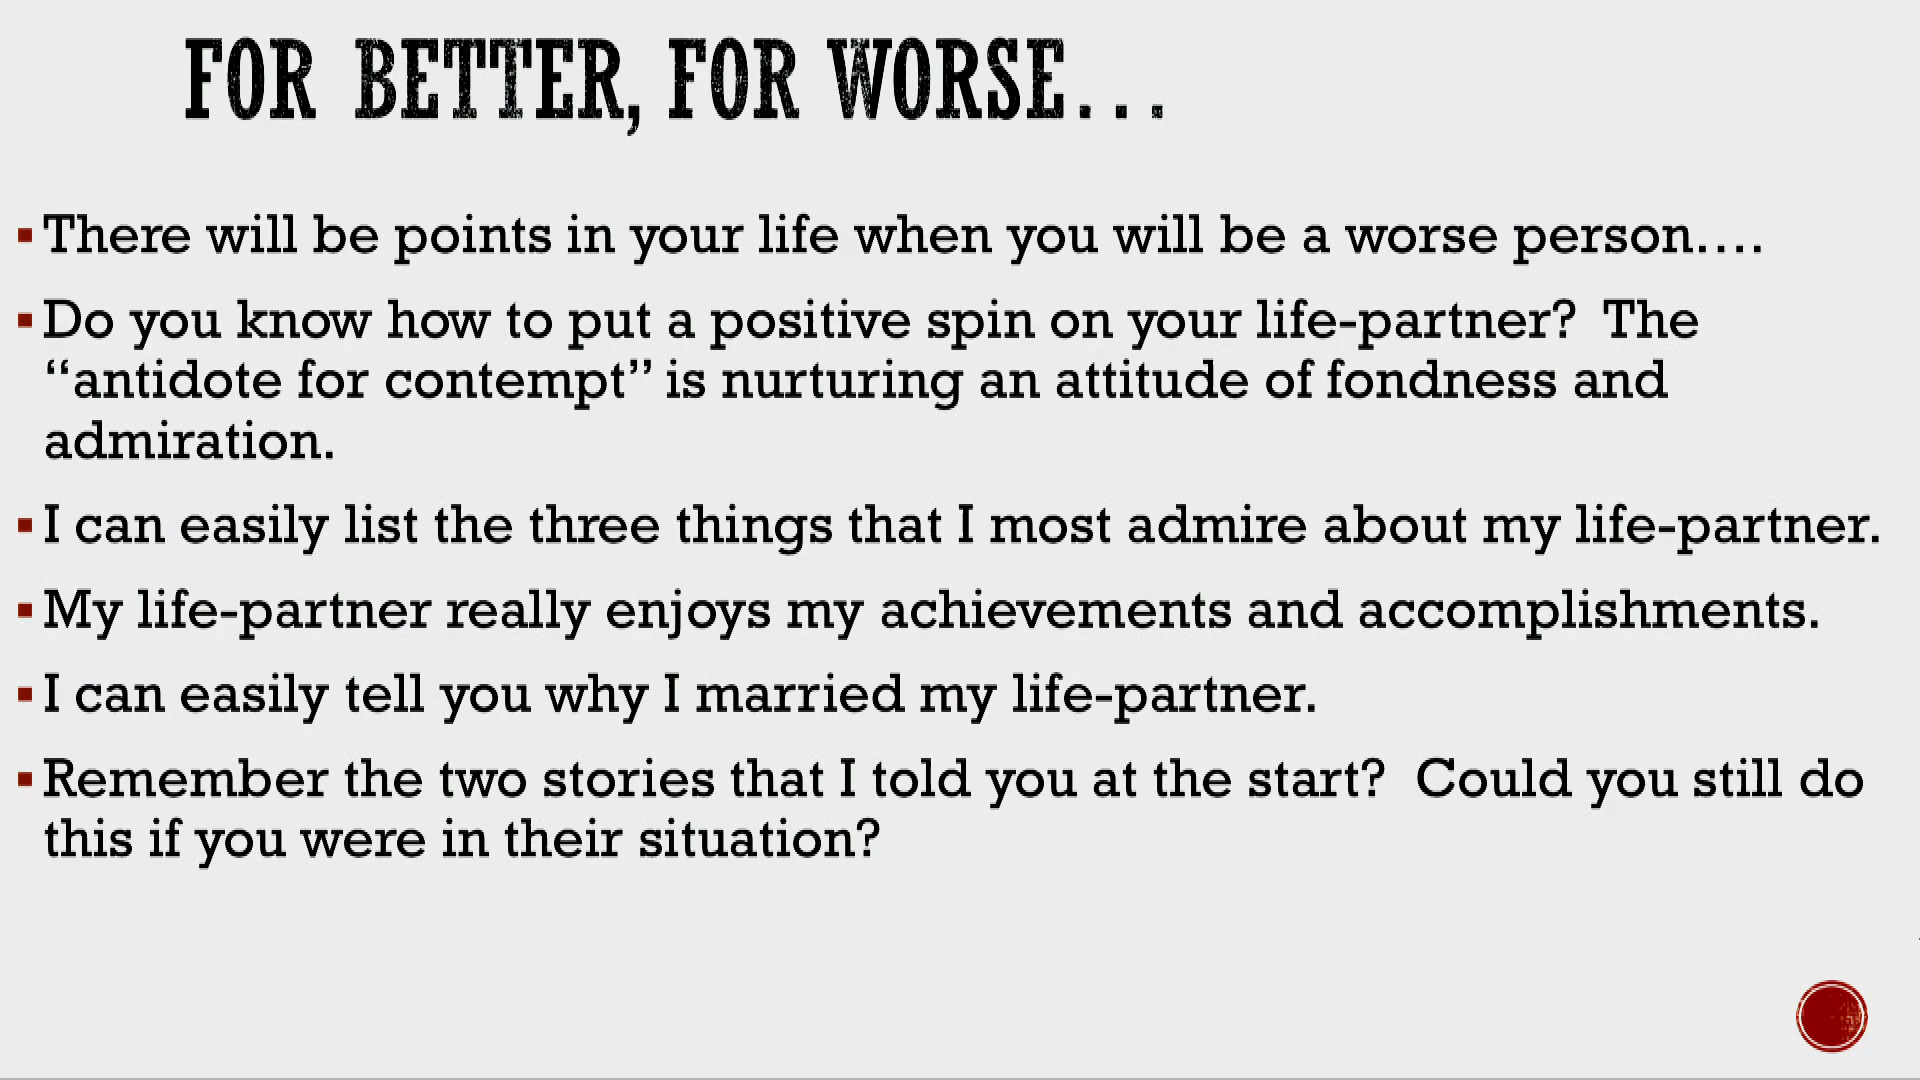 FOR BETTER, FOR WORSE...
▪There will be points in your life when you will be a worse person....
▪Do you know how to put a positive spin on your life-partner?  The
“antidote for contempt” is nurturing an attitude of fondness and
admiration.
▪I can easily list the three things that I most admire about my life-partner.
▪My life-partner really enjoys my achievements and accomplishments.
▪I can easily tell you why I married my life-partner.
▪Remember the two stories that I told you at the start?  Could you still do
this if you were in their situation?